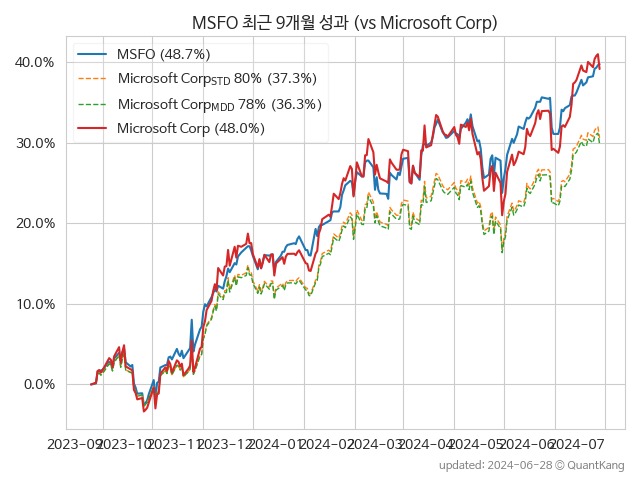 MSFO 최근 9개월 성과 (vs Microsoft Corp)
MSFO (48.7%)
Microsoft Corp_STD 80% (37.3%)
Microsoft Corp_MDD 78% (36.3%)
Microsoft Corp (48.0%)
40.0%
30.0%
20.0%
10.0%
0.0%
2023-09 2023-10 2023-11 2023-12 2024-01 2024-02 2024-03 2024-04 2024-05 2024-06 2024-07
updated: 2024-06-28 © QuantKang